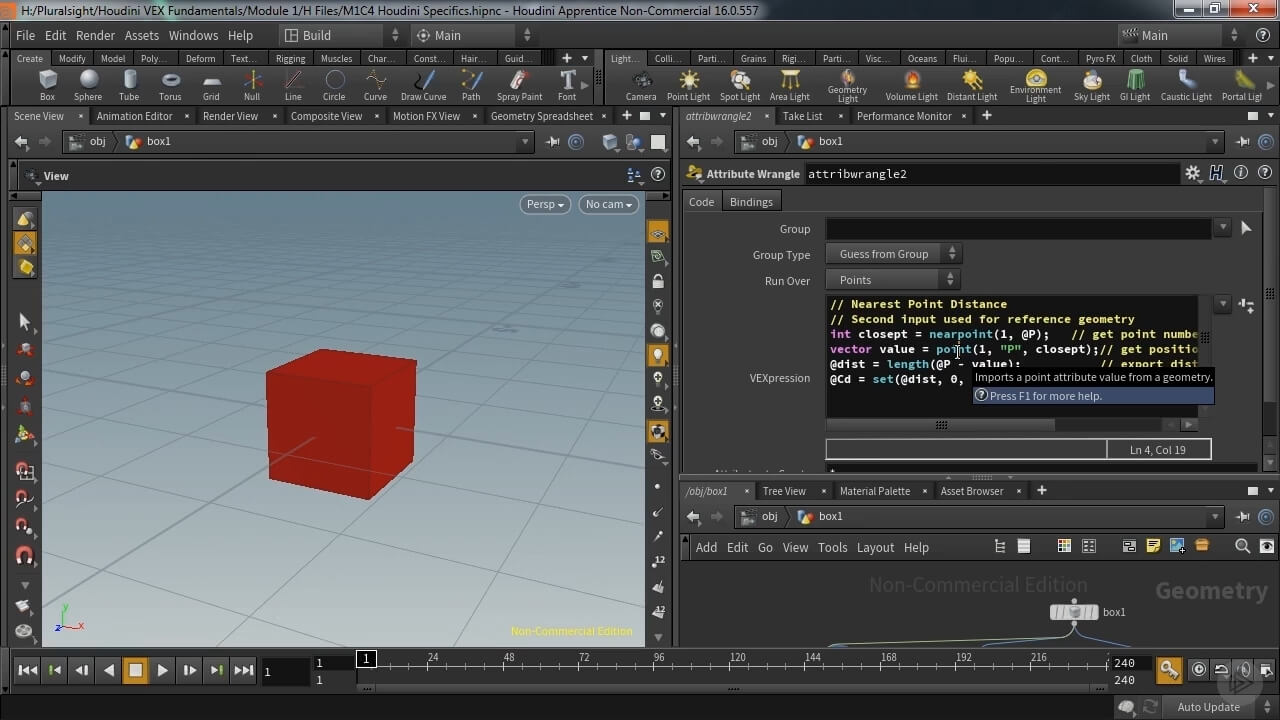 H:/Pluralsight/Houdini VEX Fundamentals/Module 1/H Files/M1C4 Houdini Specifics.hipnc - Houdini Apprentice Non-Commercial 16.0.557
File Edit Render Assets Windows Help Build Main Main
Create Modify Model Poly... Deform Text... Rigging Muscles Char... Const... Hair... Guid... Light... Colli... Parti... Grains Rigi... Parti... Visc... Oceans Flui... Popu... Cont... Pyro FX Cloth Solid Wires
Box Sphere Tube Torus Grid Null Line Circle Curve Draw Curve Path Spray Paint Font Camera Point Light Spot Light Area Light Geometry Light Volume Light Distant Light Environment Light Sky Light GI Light Caustic Light Portal Ligh
Scene View Animation Editor Render View Composite View Motion FX View Geometry Spreadsheet attribwrangle2 Take List Performance Monitor
obj box1 obj box1
View Attribute Wrangle attribwrangle2
Persp No cam Code Bindings
Group
Group Type Guess from Group
Run Over Points
VEXpression
// Nearest Point Distance
// Second input used for reference geometry
int closept = nearpoint(1, @P); // get point numbe
vector value = point(1, "P", closept);// get positio
@dist = length(@P - value); // export dist
@Cd = set(@dist, 0,
Imports a point attribute value from a geometry.
Press F1 for more help.
Ln 4, Col 19
/obj/box1 Tree View Material Palette Asset Browser
obj box1
Add Edit Go View Tools Layout Help
Non-Commercial Edition Geometry
box1
y
z x
Non-Commercial Edition
12
12
1 1 1 1 24 48 72 96 120 144 168 192 216 2 240 240
Auto Update